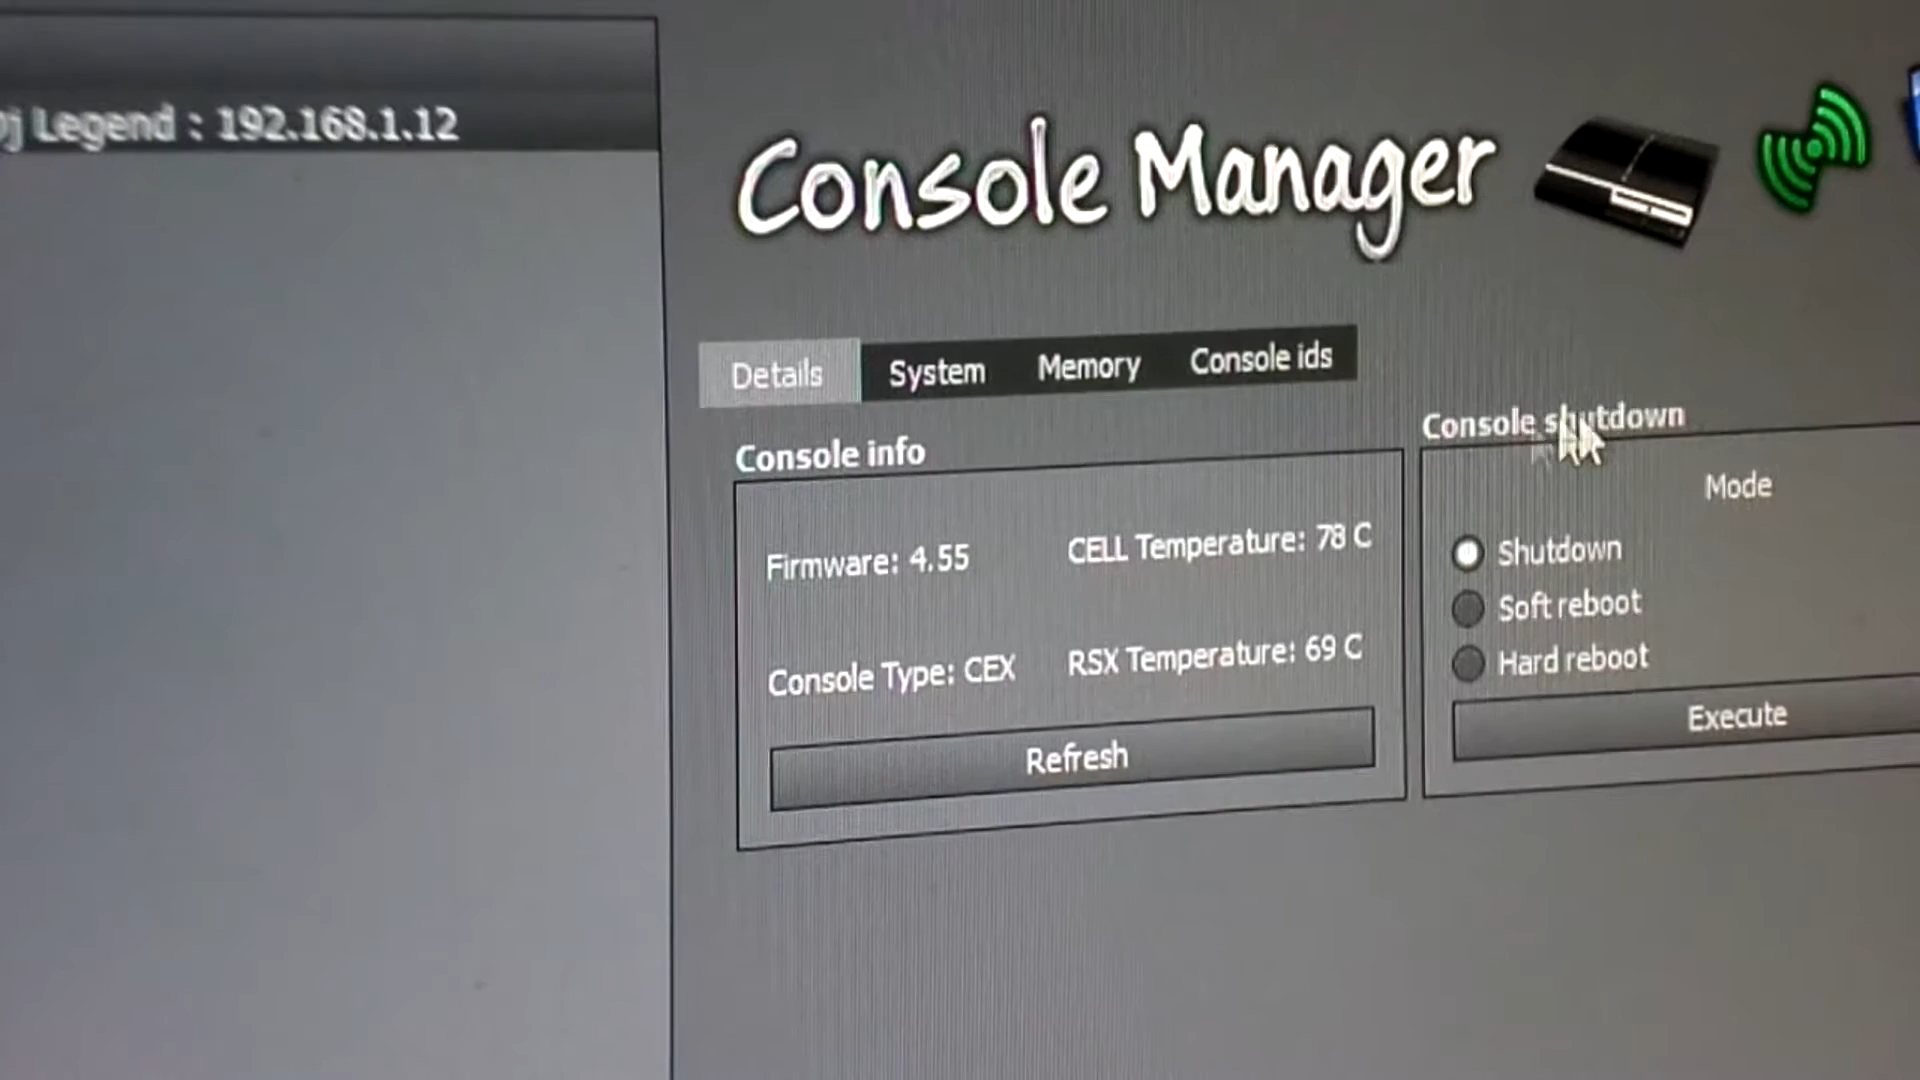 Dj Legend : 192.168.1.12
Console Manager
Details System Memory Console ids
Console info
Firmware: 4.55 CELL Temperature: 78 C
Console Type: CEX RSX Temperature: 69 C
Refresh
Console shutdown
Mode
Shutdown
Soft reboot
Hard reboot
Execute